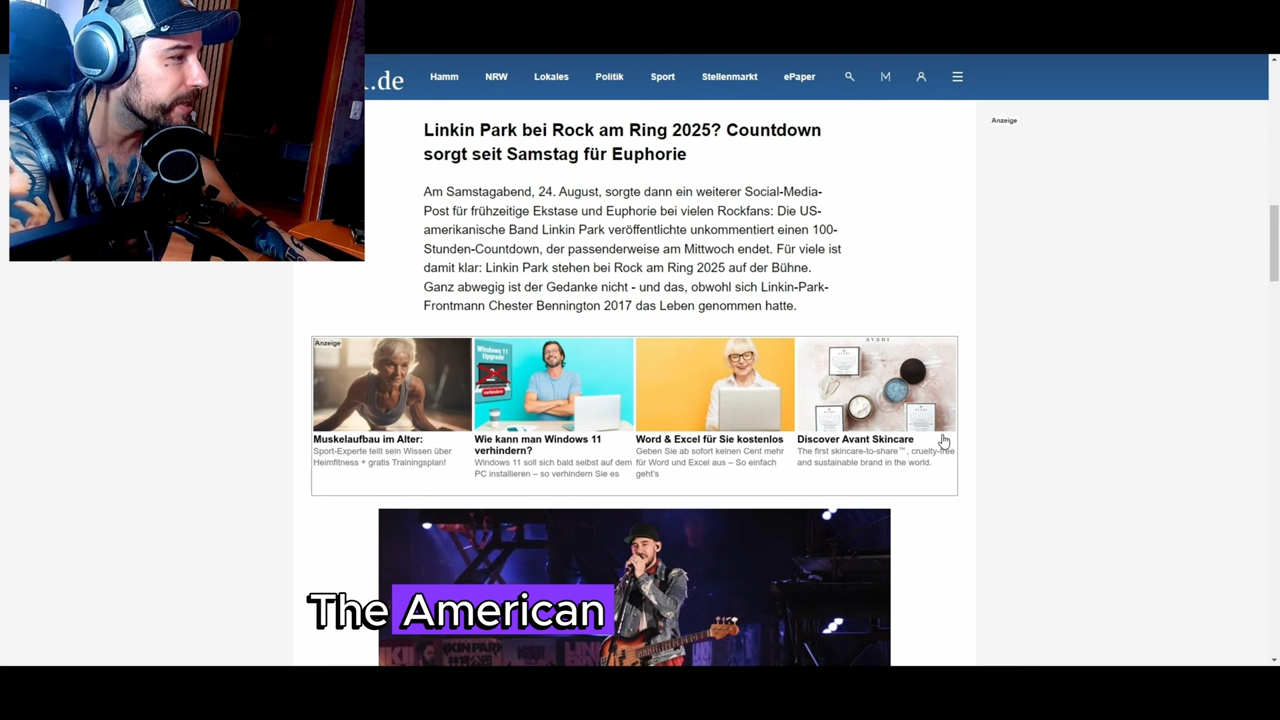 .de
Hamm NRW Lokales Politik Sport Stellenmarkt ePaper
Anzeige
Linkin Park bei Rock am Ring 2025? Countdown
sorgt seit Samstag für Euphorie
Am Samstagabend, 24. August, sorgte dann ein weiterer Social-Media-
Post für frühzeitige Ekstase und Euphorie bei vielen Rockfans: Die US-
amerikanische Band Linkin Park veröffentlichte unkommentiert einen 100-
Stunden-Countdown, der passenderweise am Mittwoch endet. Für viele ist
damit klar: Linkin Park stehen bei Rock am Ring 2025 auf der Bühne.
Ganz abwegig ist der Gedanke nicht - und das, obwohl sich Linkin-Park-
Frontmann Chester Bennington 2017 das Leben genommen hatte.
Anzeige
Windows 11
Upgrade
verhindern
avant
Muskelaufbau im Alter:
Sport-Experte teilt sein Wissen über
Heimfitness + gratis Trainingsplan!
Wie kann man Windows 11
verhindern?
Windows 11 soll sich bald selbst auf dem
PC installieren – so verhindern Sie es
Word & Excel für Sie kostenlos
Geben Sie ab sofort keinen Cent mehr
für Word und Excel aus – So einfach
geht's
Discover Avant Skincare
The first skincare-to-share™, cruelty-free
and sustainable brand in the world.
The American